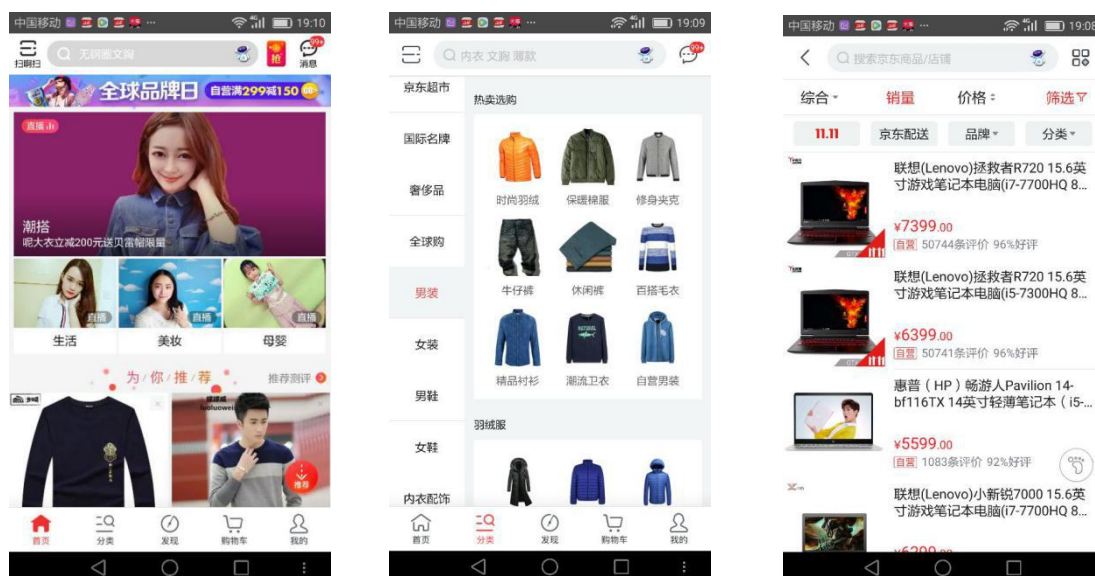 中国移动 19:10
扫啊扫
无钢圈文胸
抢
99+
消息
全球品牌日 自营满299减150 GO>
直播
潮搭
呢大衣立减200元送贝雷帽限量
直播 直播 直播
生活 美妆 母婴
为/你/推/荐 推荐测评
推荐
首页 分类 发现 购物车 我的
中国移动 19:09
内衣 文胸 薄款
99+
京东超市
国际名牌
奢侈品
全球购
男装
女装
男鞋
女鞋
内衣配饰
热卖选购
时尚羽绒 保暖棉服 修身夹克
牛仔裤 休闲裤 百搭毛衣
精品衬衫 潮流卫衣 自营男装
羽绒服
首页 分类 发现 购物车 我的
中国移动 19:08
搜索京东商品/店铺
综合 销量 价格 筛选
11.11 京东配送 品牌 分类
联想(Lenovo)拯救者R720 15.6英
寸游戏笔记本电脑(i7-7700HQ 8...
¥7399.00
自营 50744条评价 96%好评
联想(Lenovo)拯救者R720 15.6英
寸游戏笔记本电脑(i5-7300HQ 8...
¥6399.00
自营 50741条评价 96%好评
惠普（HP）畅游人Pavilion 14-
bf116TX 14英寸轻薄笔记本（i5-...
¥5599.00
自营 1083条评价 92%好评
联想(Lenovo)小新锐7000 15.6英
寸游戏笔记本电脑(i7-7700HQ 8...
¥6299.00